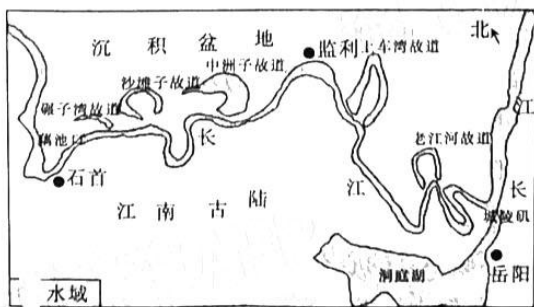 北
沉积盆地
监利
上车湾故道
中洲子故道
沙滩子故道
碾子湾故道
藕池口
长
江
老江河故道
江
长
石首
江南古陆
城陵矶
洞庭湖
岳阳
水域